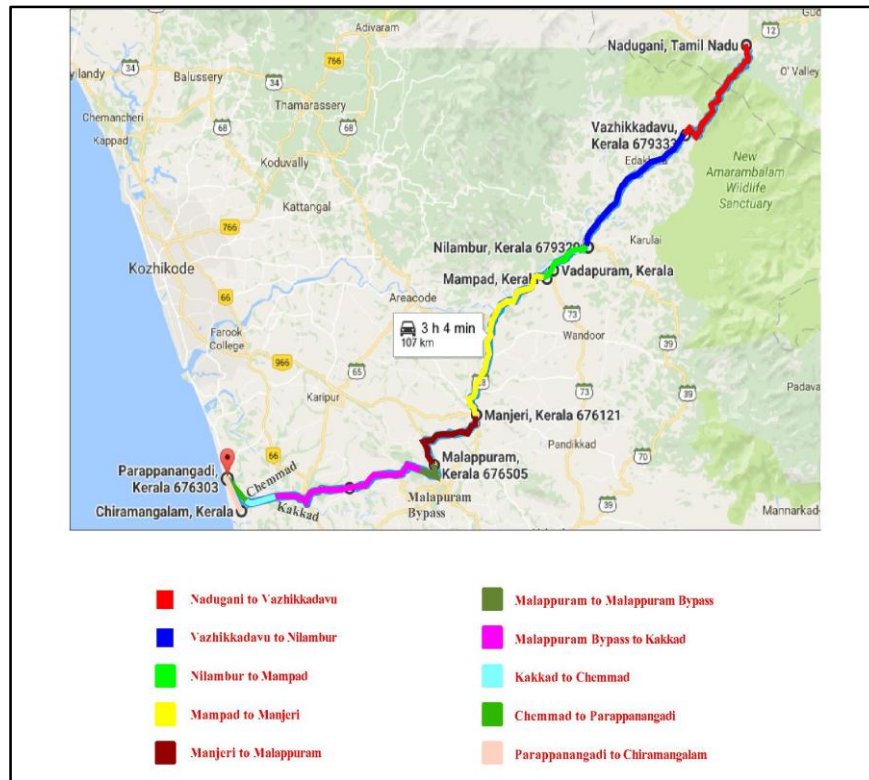 Adivaram
Gud
12
Nadugani, Tamil Nadu
766
34
34
Balussery
O' Valley
Thamarassery
Chemancheri
68
68
Kappad
Vazhikkadavu,
Kerala 679333
Koduvally
New
Amarambalam
Wildlife
Sanctuary
Kattangal
766
Nilambur, Kerala 679329
Karulai
Kozhikode
Vadapuram, Kerala
Mampad, Kerala
66
Areacode
73
3 h 4 min
107 km
Wandoor
Farook
College
39
966
65
Karipur
73
39
Padava
Manjeri, Kerala 676121
Pandikkad
66
Malappuram,
Kerala 676505
70
Parappanangadi,
Kerala 676303
Chemmad
Malapuram
Bypass
Kakkad
Chiramangalam, Kerala
39
Mannarkkad-
Nadugani to Vazhikkadavu
Vazhikkadavu to Nilambur
Nilambur to Mampad
Mampad to Manjeri
Manjeri to Malappuram
Malappuram to Malappuram Bypass
Malappuram Bypass to Kakkad
Kakkad to Chemmad
Chemmad to Parappanangadi
Parappanangadi to Chiramangalam